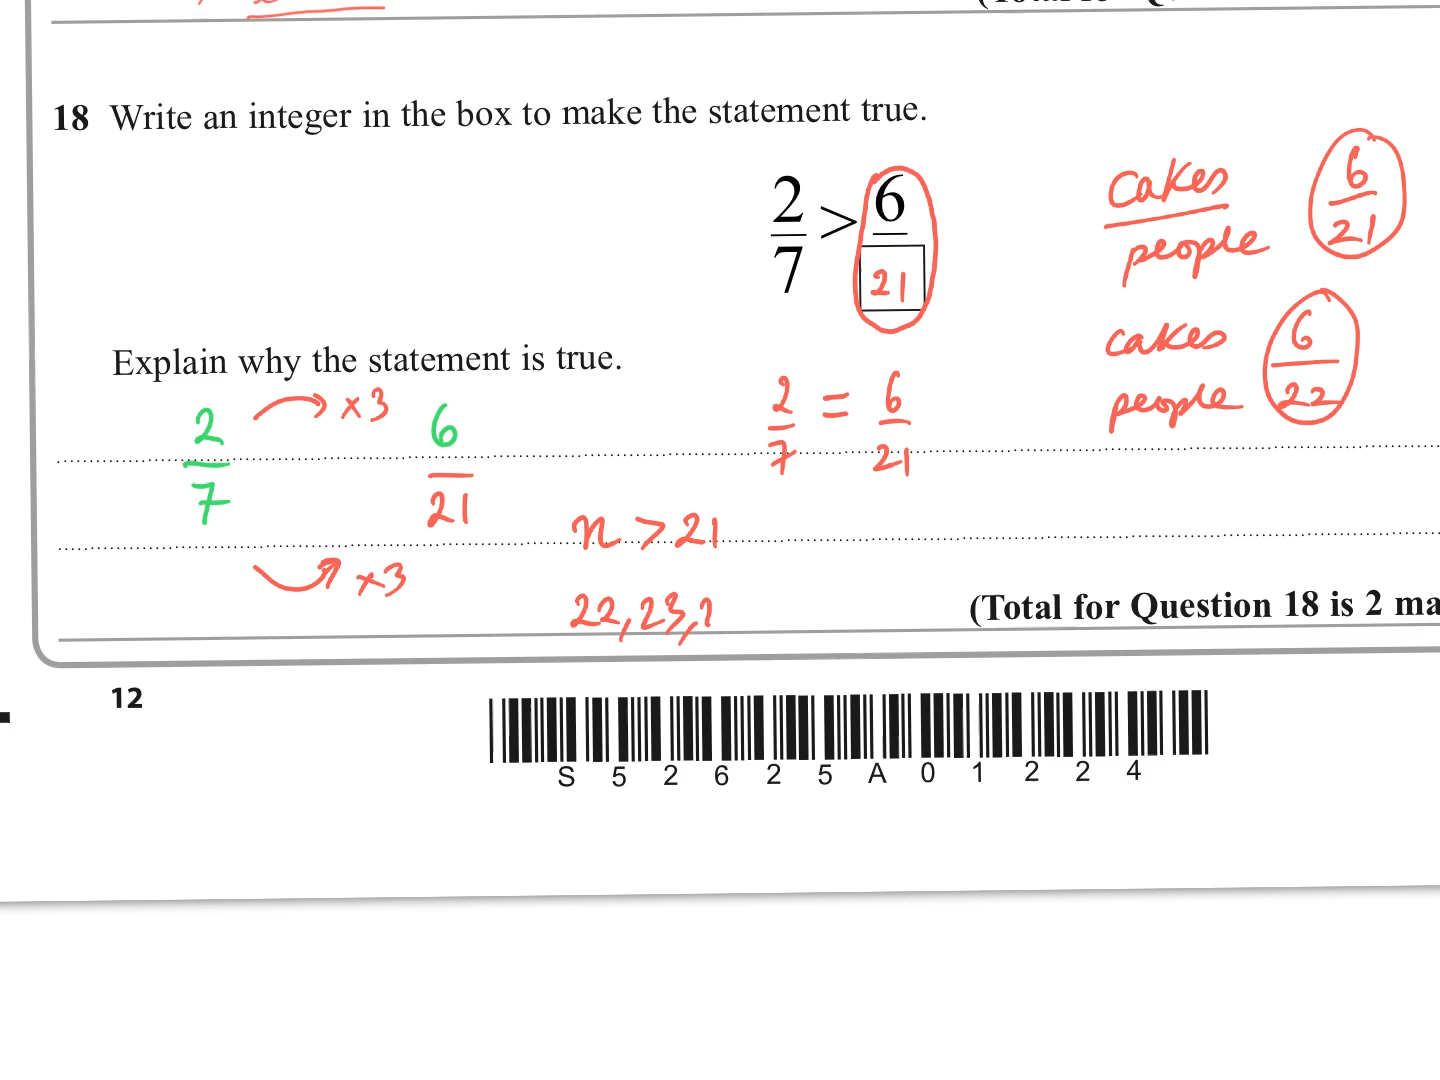 18 Write an integer in the box to make the statement true.
2/7 > 6/21
cakes/people 6/21
cakes/people 6/22
Explain why the statement is true.
2/7 ×3 6/21 ×3
2/7 = 6/21
n > 21
22, 23,
(Total for Question 18 is 2 ma
12
S 5 2 6 2 5 A 0 1 2 2 4